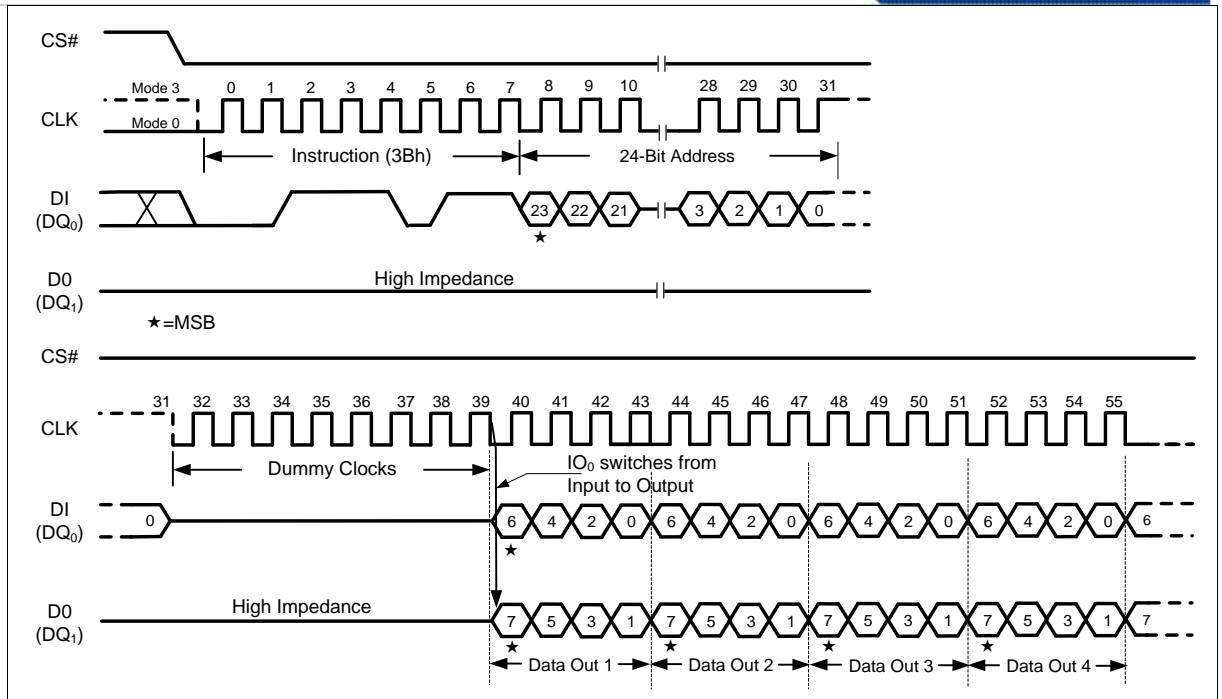 CS#
Mode 3 0 1 2 3 4 5 6 7 8 9 10 28 29 30 31
CLK
Mode 0
Instruction (3Bh) 24-Bit Address
DI
(DQ0) 23 22 21 3 2 1 0
★
D0
(DQ1)
High Impedance
★=MSB
CS#
31 32 33 34 35 36 37 38 39 40 41 42 43 44 45 46 47 48 49 50 51 52 53 54 55
CLK
Dummy Clocks
IO0 switches from
Input to Output
DI
(DQ0) 0 6 4 2 0 6 4 2 0 6 4 2 0 6 4 2 0 6
★
D0
(DQ1)
High Impedance
7 5 3 1 7 5 3 1 7 5 3 1 7 5 3 1 7
★ ★ ★ ★
Data Out 1 Data Out 2 Data Out 3 Data Out 4